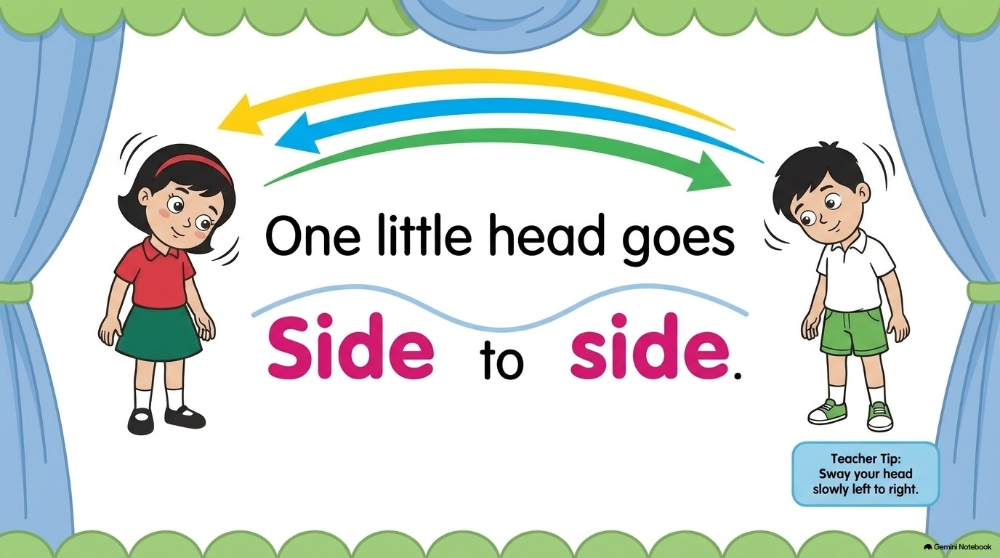 One little head goes
Side to side.
Teacher Tip:
Sway your head
slowly left to right.
Gemini Notebook